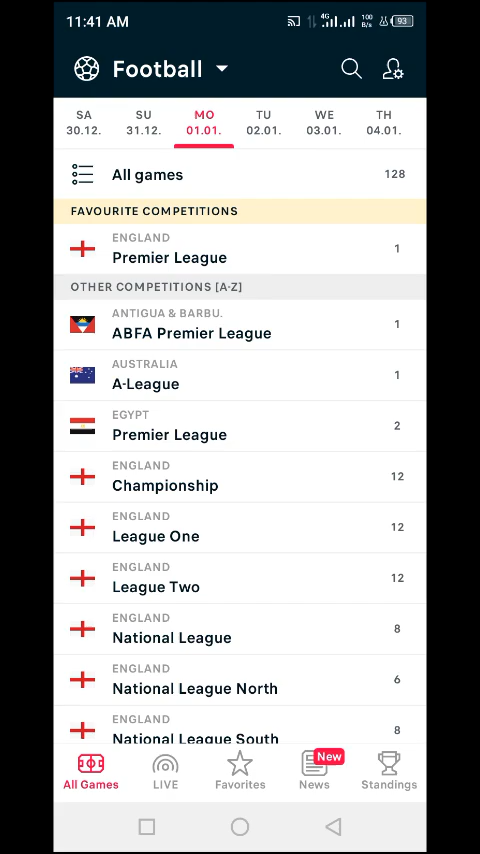 11:41 AM
4G 100 B/s 93
Football
SA SU MO TU WE TH
30.12. 31.12. 01.01. 02.01. 03.01. 04.01.
All games 128
FAVOURITE COMPETITIONS
ENGLAND
Premier League 1
OTHER COMPETITIONS [A-Z]
ANTIGUA & BARBU.
ABFA Premier League 1
AUSTRALIA
A-League 1
EGYPT
Premier League 2
ENGLAND
Championship 12
ENGLAND
League One 12
ENGLAND
League Two 12
ENGLAND
National League 8
ENGLAND
National League North 6
ENGLAND
National League South 8
New
All Games LIVE Favorites News Standings